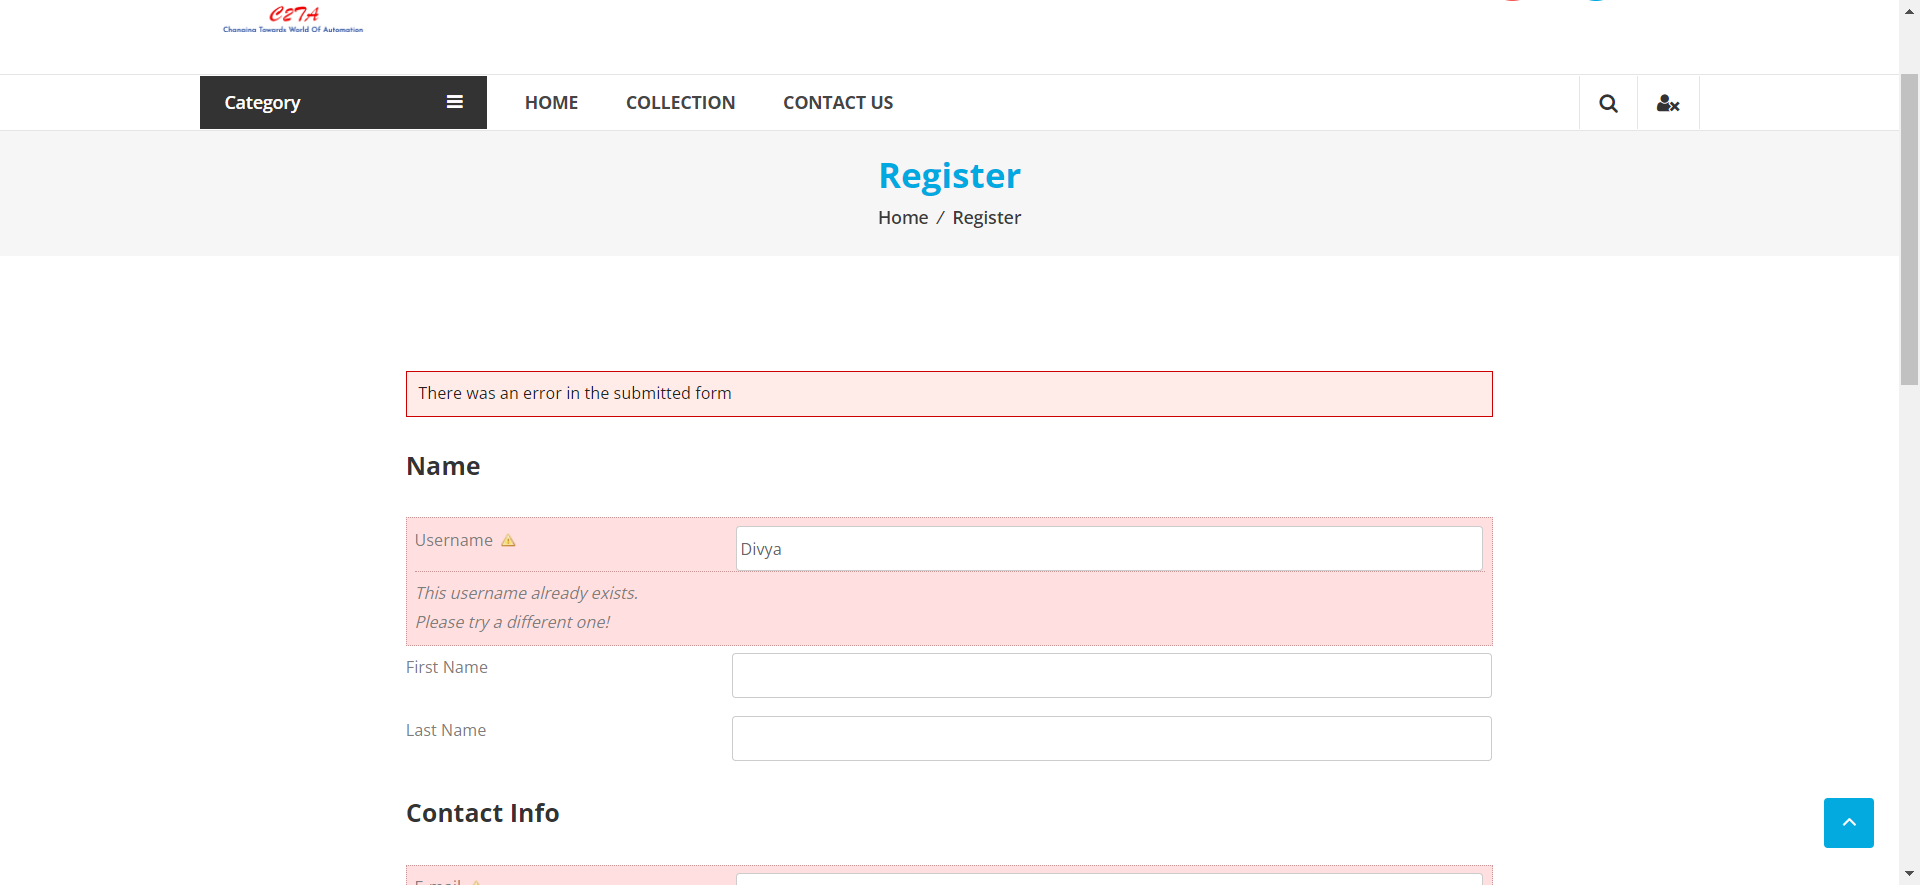 C2TA
Changing Towards World Of Automation
Category
HOME
COLLECTION
CONTACT US
Register
Home / Register
There was an error in the submitted form
Name
Username
Divya
This username already exists.
Please try a different one!
First Name
Last Name
Contact Info
E-mail